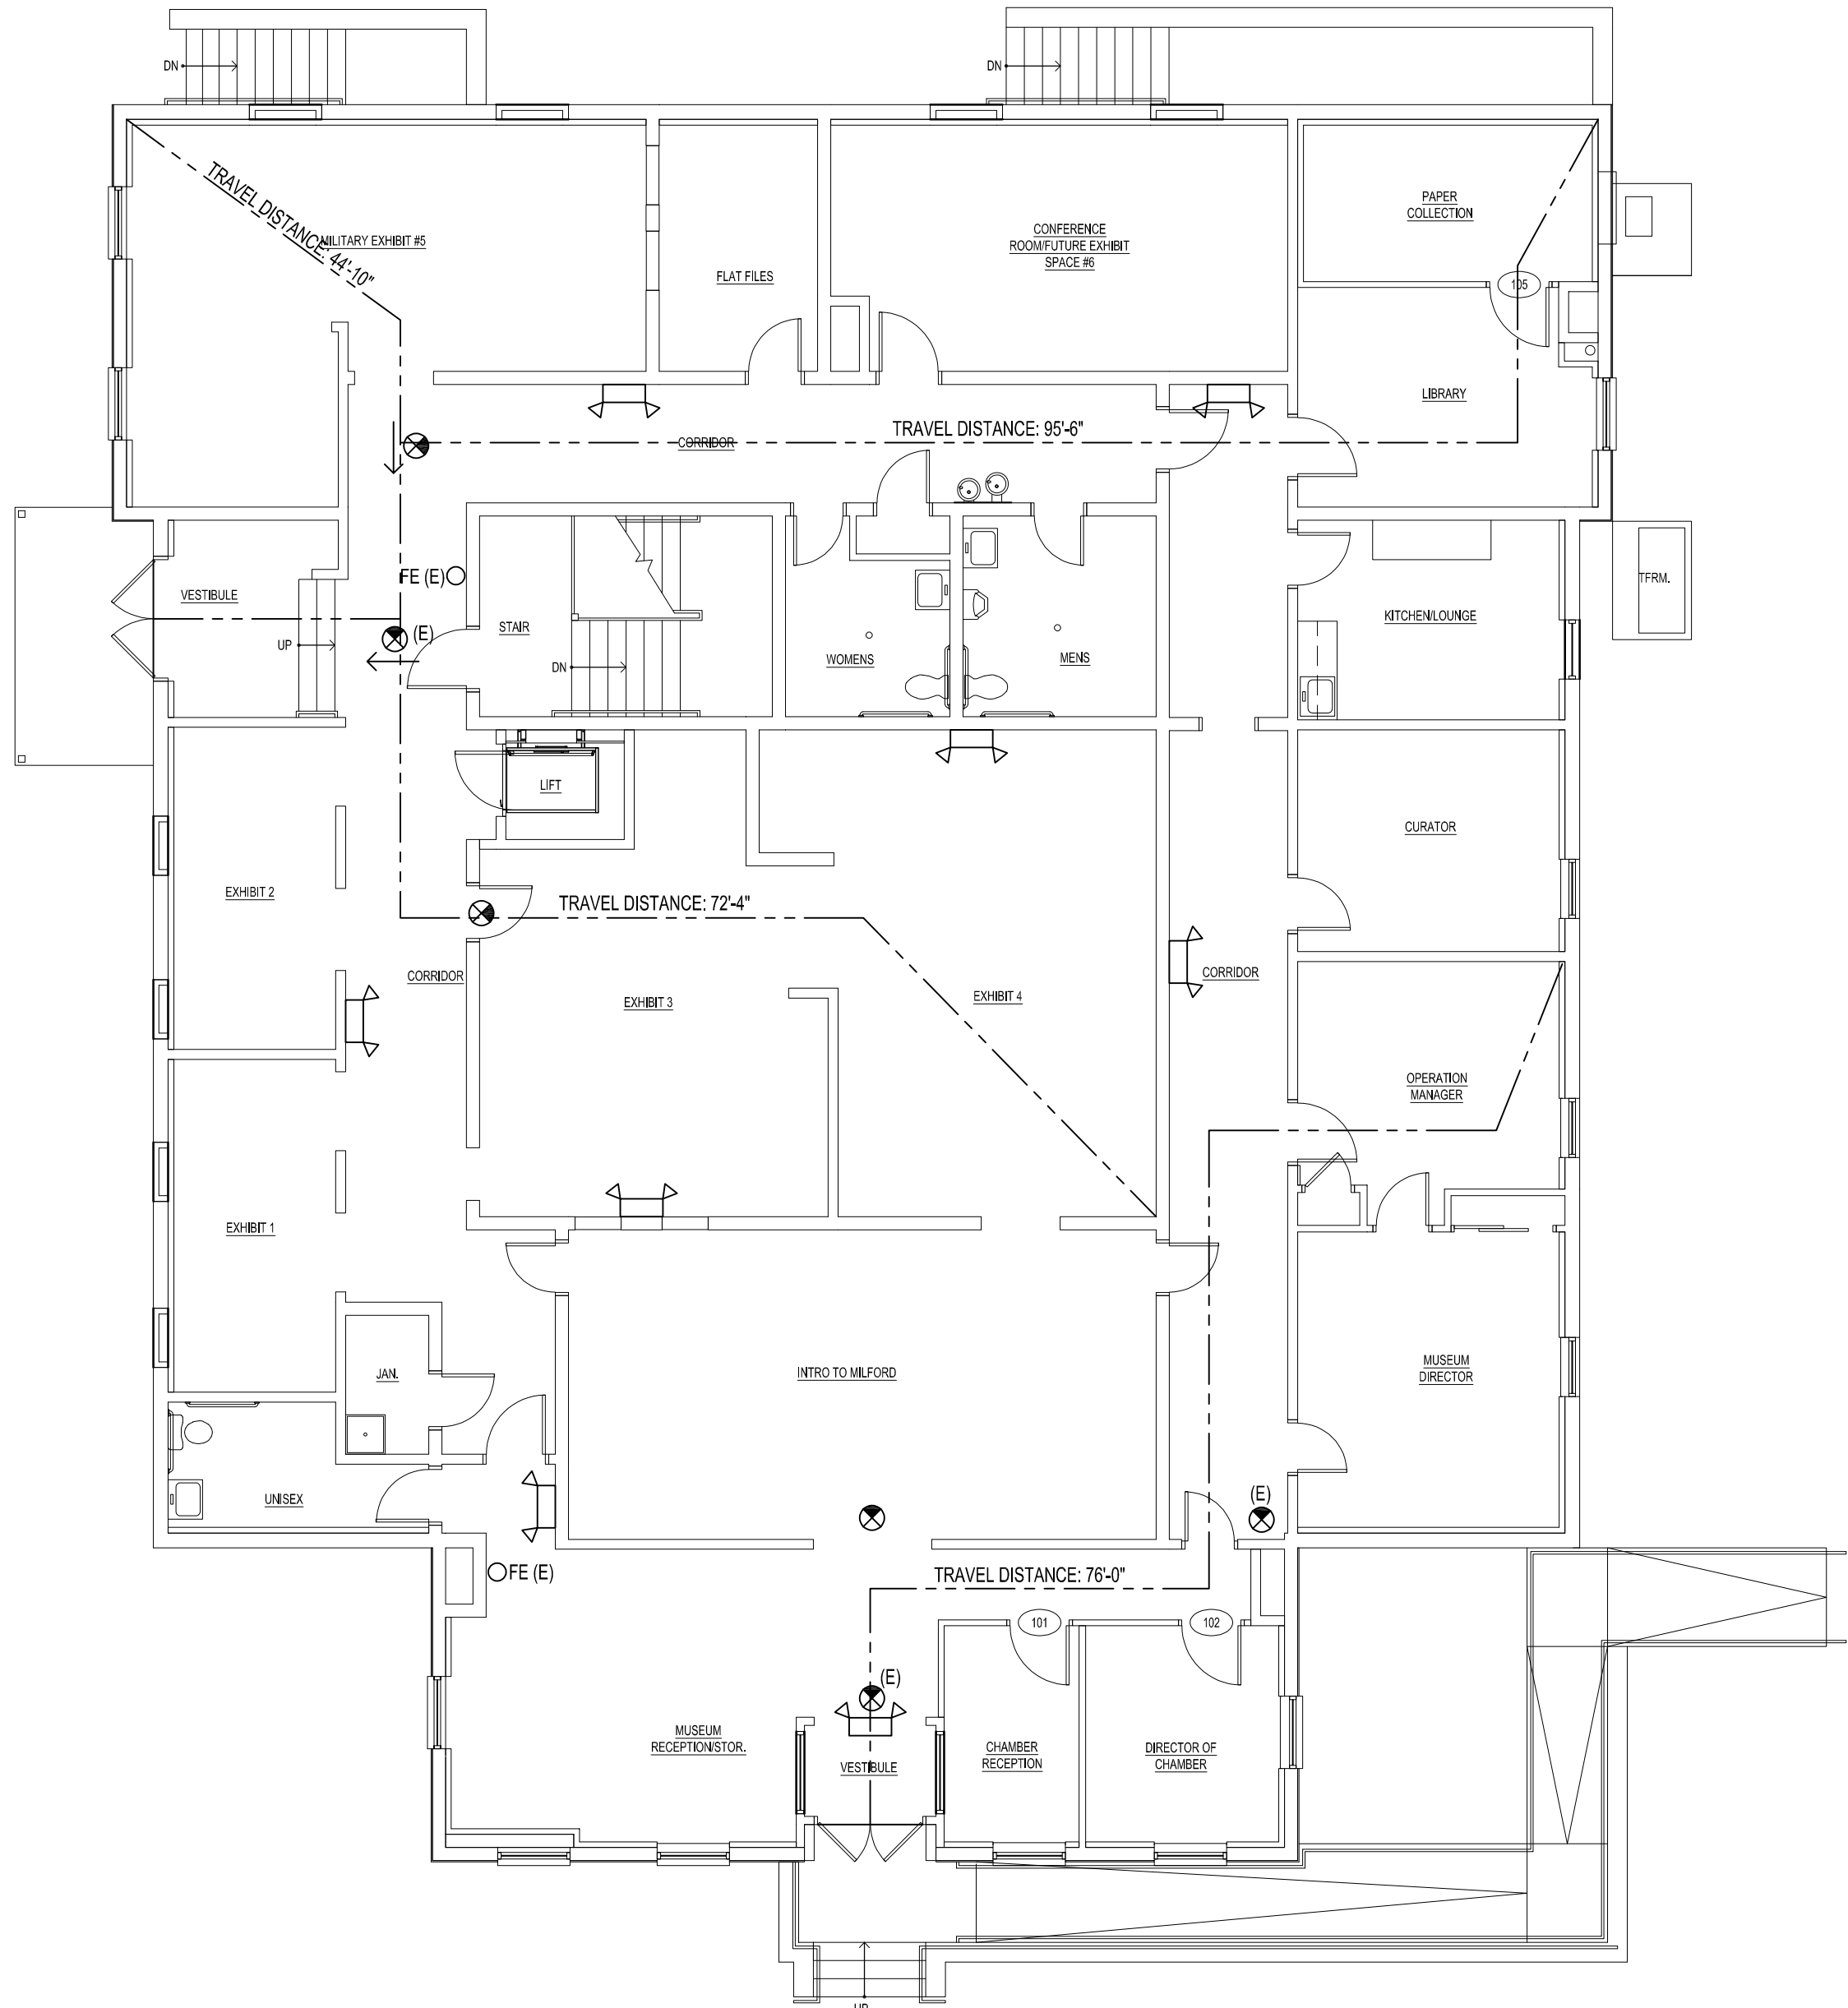 DN
DN
TRAVEL DISTANCE: 44'-10"
MILITARY EXHIBIT #5
FLAT FILES
CONFERENCE
ROOM/FUTURE EXHIBIT
SPACE #6
PAPER
COLLECTION
105
LIBRARY
TRAVEL DISTANCE: 95'-6"
CORRIDOR
FE (E)
VESTIBULE
UP
(E)
STAIR
DN
WOMENS
MENS
KITCHEN/LOUNGE
TFRM.
LIFT
CURATOR
EXHIBIT 2
TRAVEL DISTANCE: 72'-4"
CORRIDOR
EXHIBIT 3
EXHIBIT 4
CORRIDOR
OPERATION
MANAGER
EXHIBIT 1
JAN.
INTRO TO MILFORD
MUSEUM
DIRECTOR
UNISEX
(E)
FE (E)
TRAVEL DISTANCE: 76'-0"
101
102
(E)
MUSEUM
RECEPTION/STOR.
VESTIBULE
CHAMBER
RECEPTION
DIRECTOR OF
CHAMBER
UP